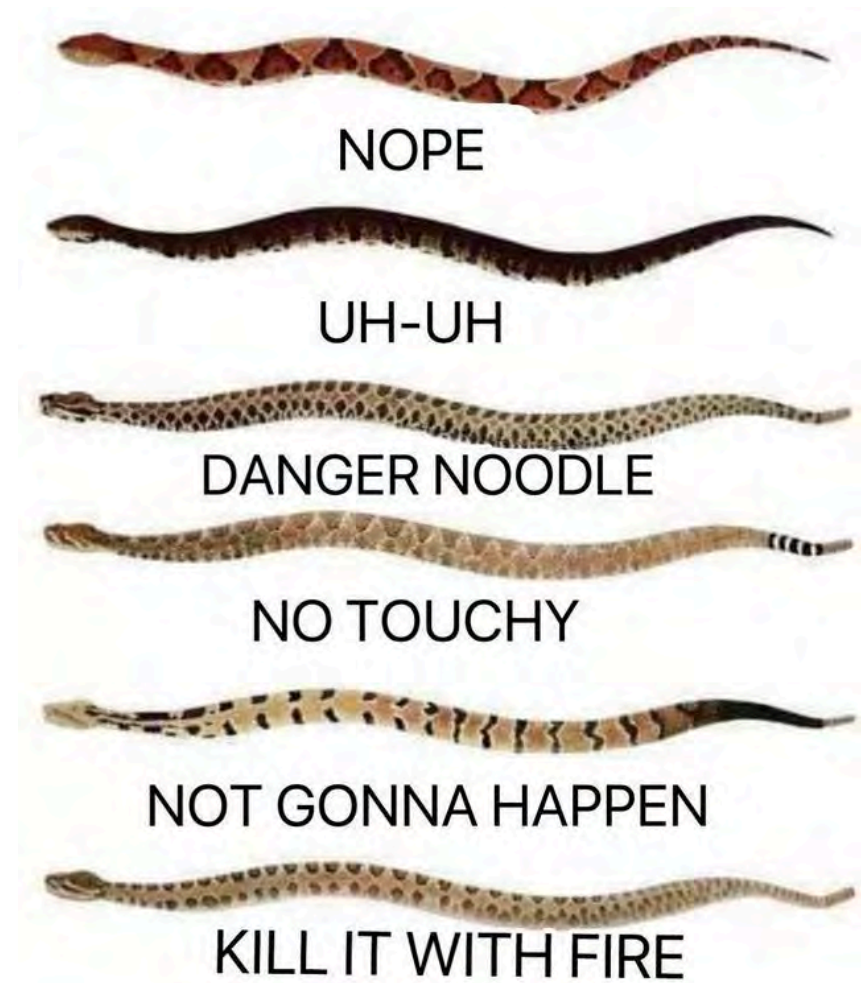 NOPE
UH-UH
DANGER NOODLE
NO TOUCHY
NOT GONNA HAPPEN
KILL IT WITH FIRE